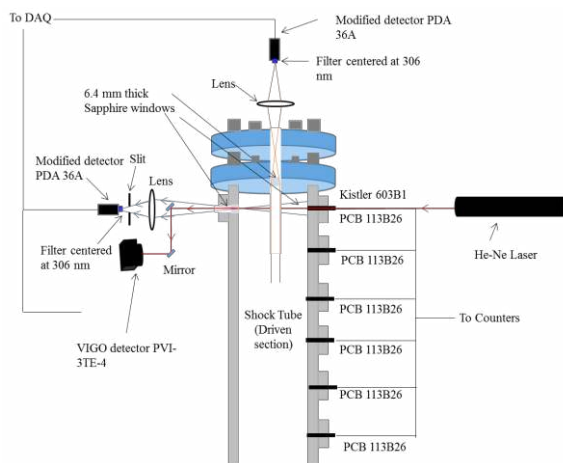 To DAQ
Modified detector PDA
36A
Filter centered at 306
nm
Lens
6.4 mm thick
Sapphire windows
Modified detector
PDA 36A
Slit
Lens
Filter centered
at 306 nm
Mirror
VIGO detector PVI-
3TE-4
Shock Tube
(Driven
section)
Kistler 603B1
PCB 113B26
PCB 113B26
PCB 113B26
PCB 113B26
PCB 113B26
PCB 113B26
He-Ne Laser
To Counters